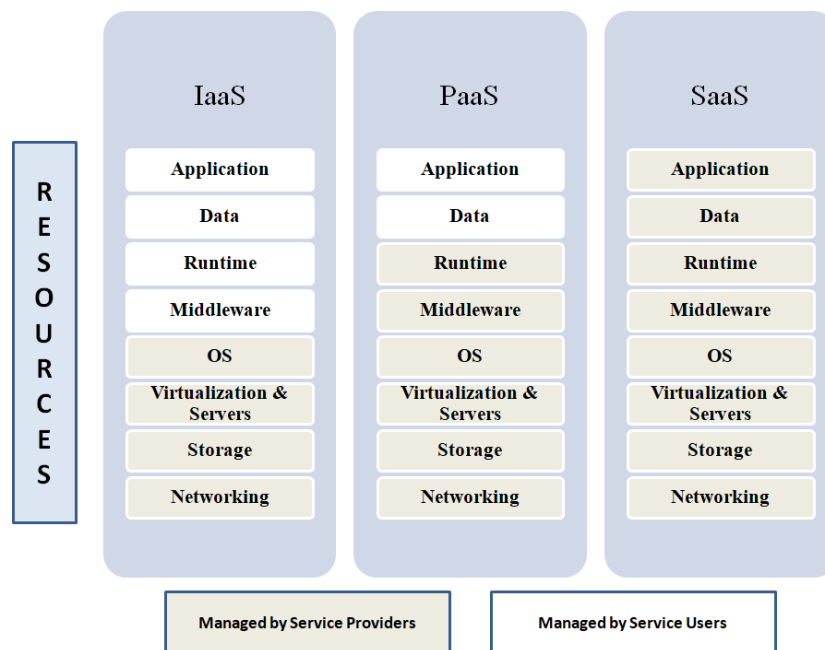 RESOURCES
IaaS
Application
Data
Runtime
Middleware
OS
Virtualization &
Servers
Storage
Networking
PaaS
Application
Data
Runtime
Middleware
OS
Virtualization &
Servers
Storage
Networking
SaaS
Application
Data
Runtime
Middleware
OS
Virtualization &
Servers
Storage
Networking
Managed by Service Providers
Managed by Service Users